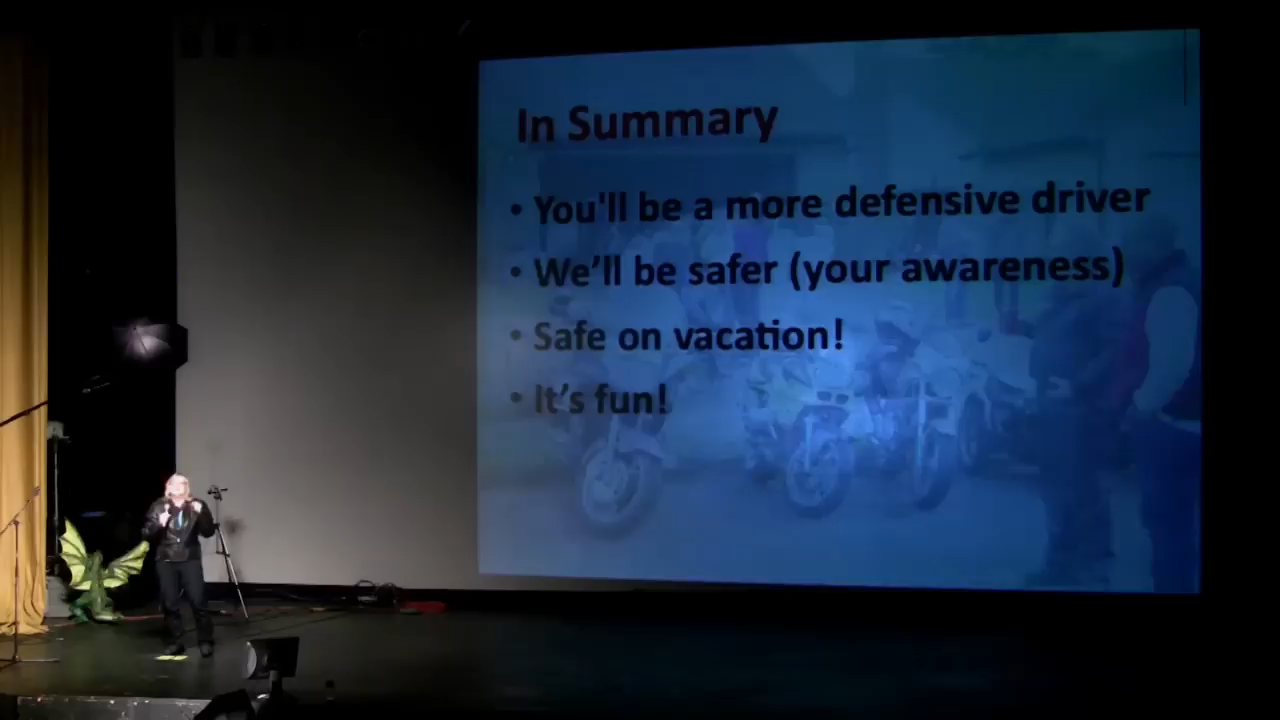 In Summary
• You'll be a more defensive driver
• We’ll be safer (your awareness)
• Safe on vacation!
• It’s fun!